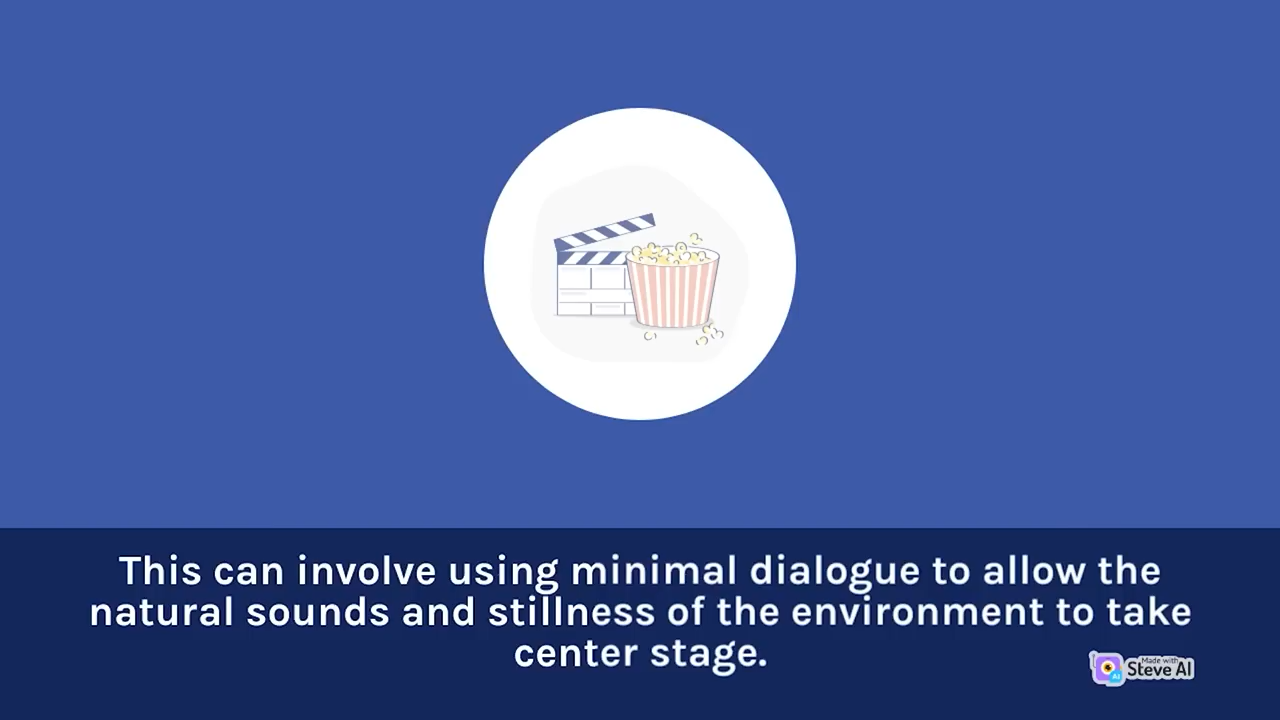 This can involve using minimal dialogue to allow the
natural sounds and stillness of the environment to take
center stage.
Made with
Steve AI
AI